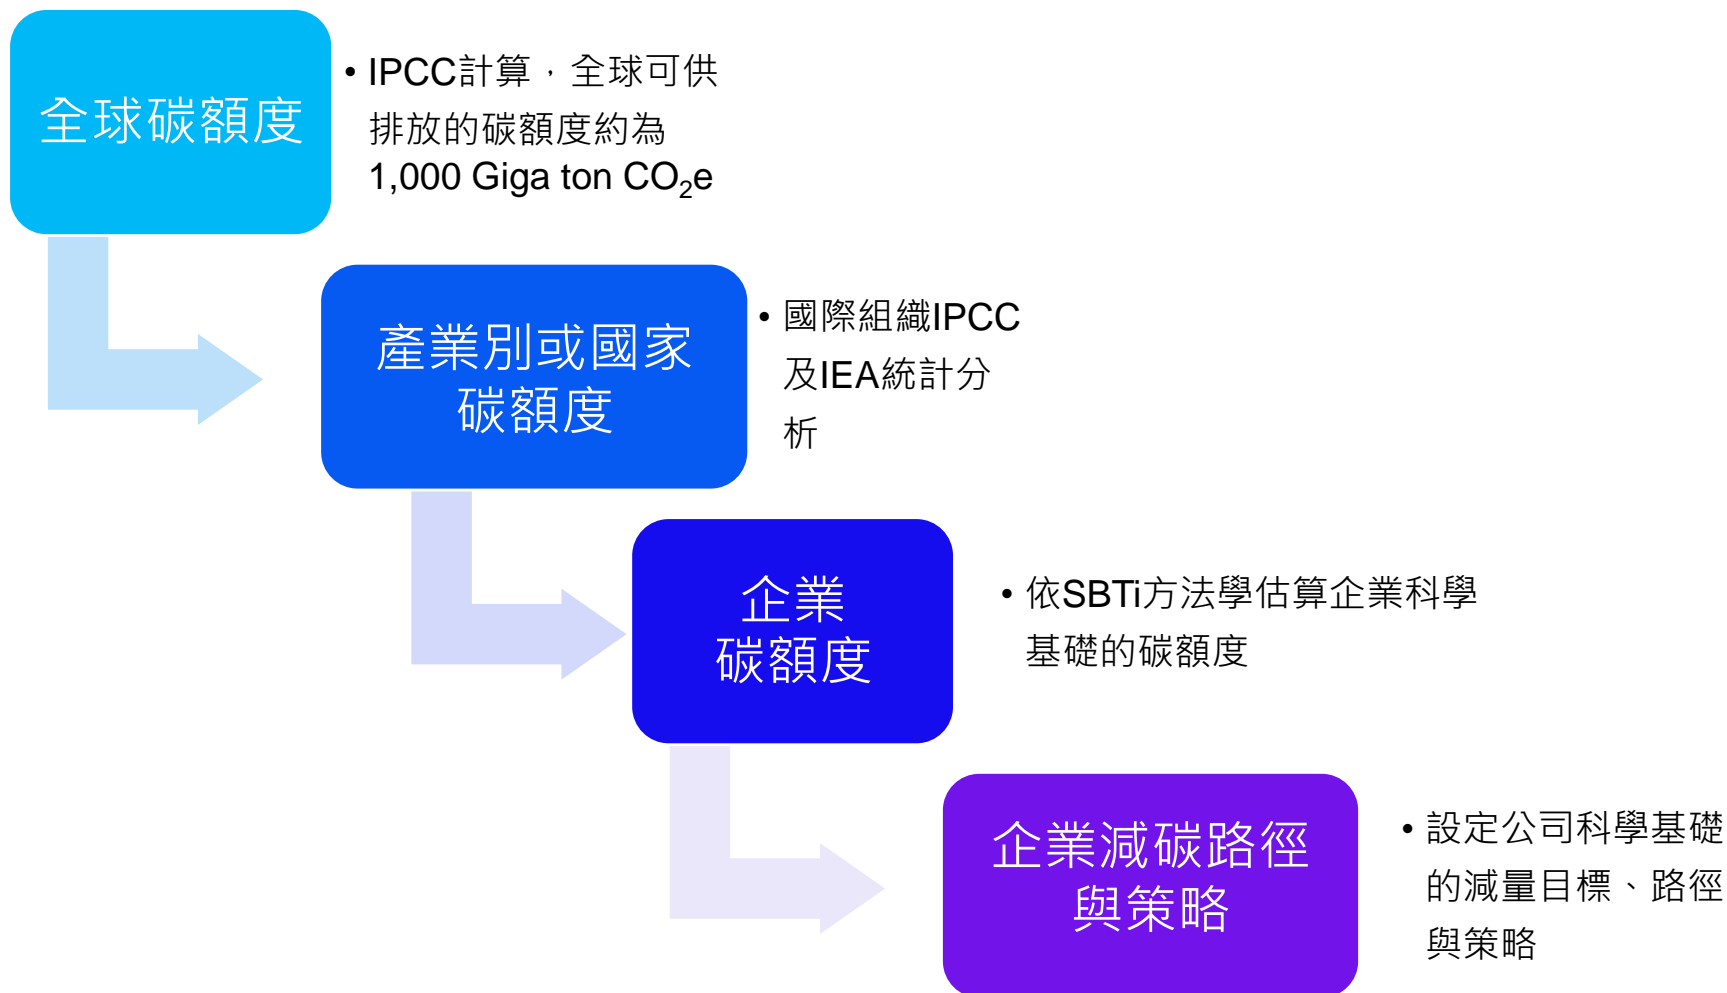 全球碳額度
• IPCC計算，全球可供
排放的碳額度約為
1,000 Giga ton CO₂e
產業別或國家
碳額度
• 國際組織IPCC
及IEA統計分
析
企業
碳額度
• 依SBTi方法學估算企業科學
基礎的碳額度
企業減碳路徑
與策略
• 設定公司科學基礎
的減量目標、路徑
與策略